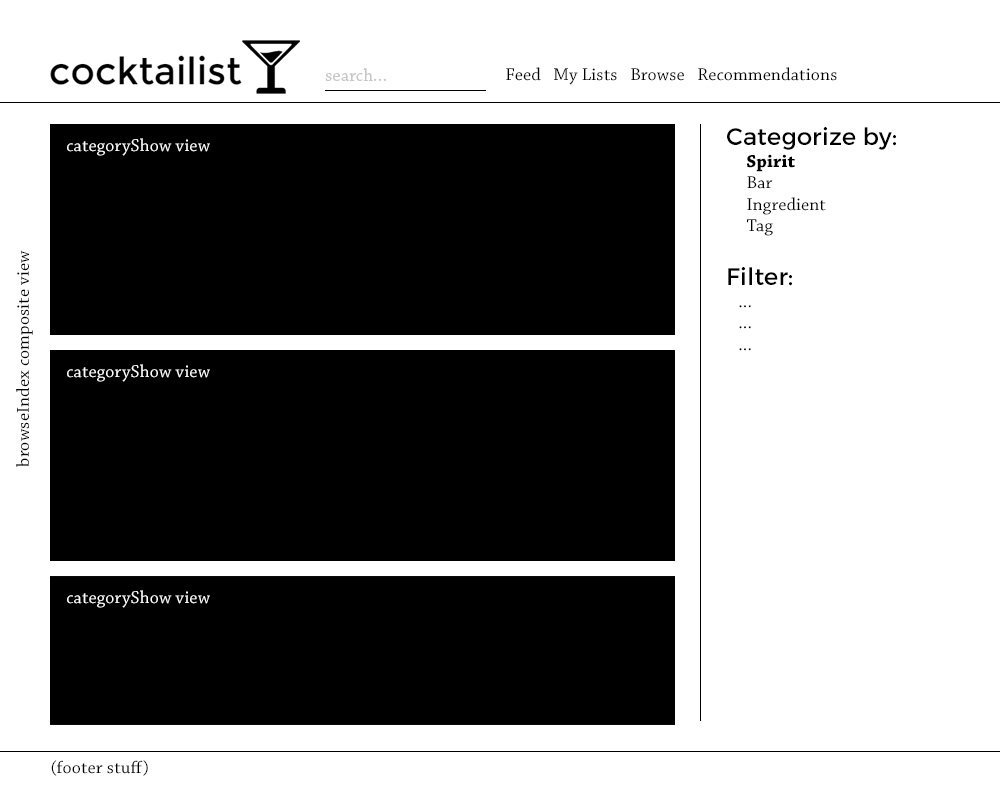 cocktailist
search...
Feed My Lists Browse Recommendations
browseIndex composite view
categoryShow view
categoryShow view
categoryShow view
Categorize by:
Spirit
Bar
Ingredient
Tag
Filter:
...
...
...
(footer stuff)